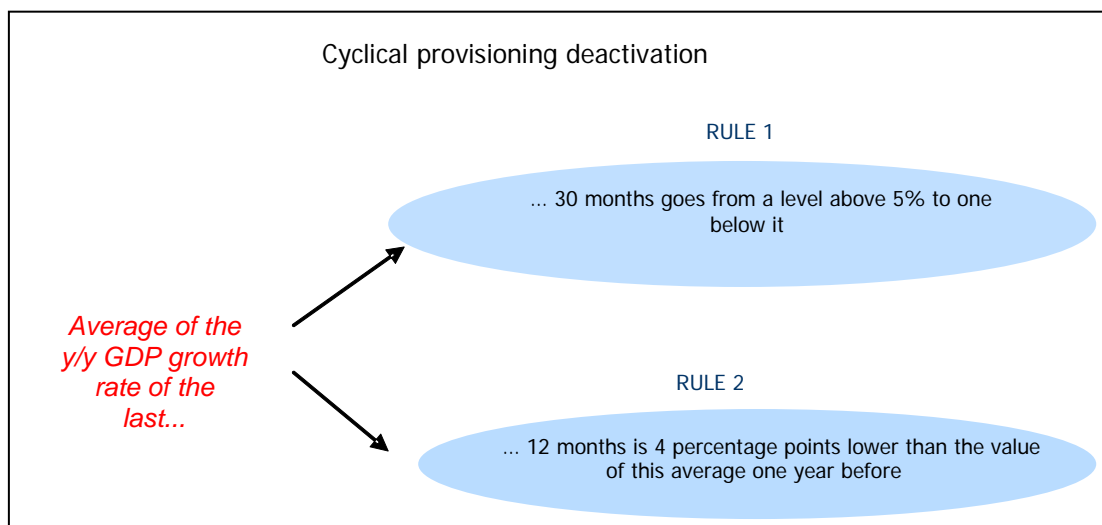 Cyclical provisioning deactivation
RULE 1
... 30 months goes from a level above 5% to one
below it
Average of the
y/y GDP growth
rate of the
last...
RULE 2
... 12 months is 4 percentage points lower than the value
of this average one year before